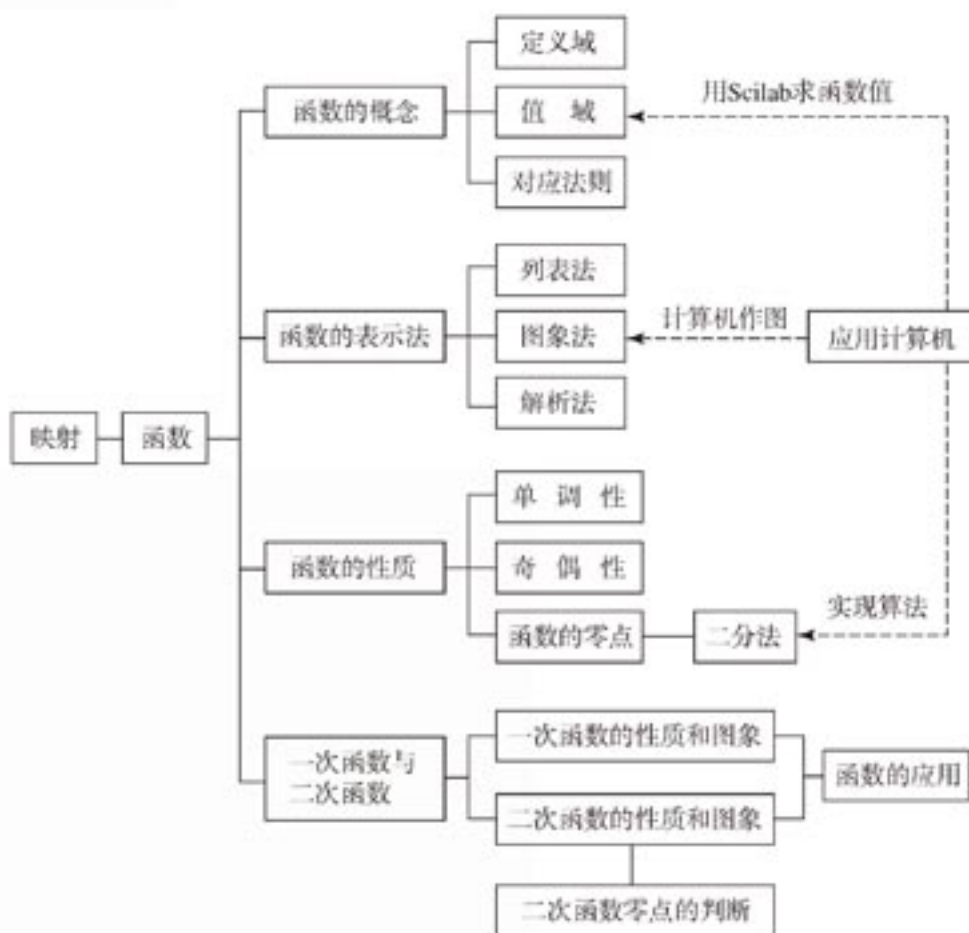 定义域
用Scilab求函数值
函数的概念
值 域
对应法则
列表法
计算机作图
函数的表示法
图象法
应用计算机
解析法
映射
函数
单 调 性
函数的性质
奇 偶 性
实现算法
函数的零点
二分法
一次函数与
二次函数
一次函数的性质和图象
函数的应用
二次函数的性质和图象
二次函数零点的判断